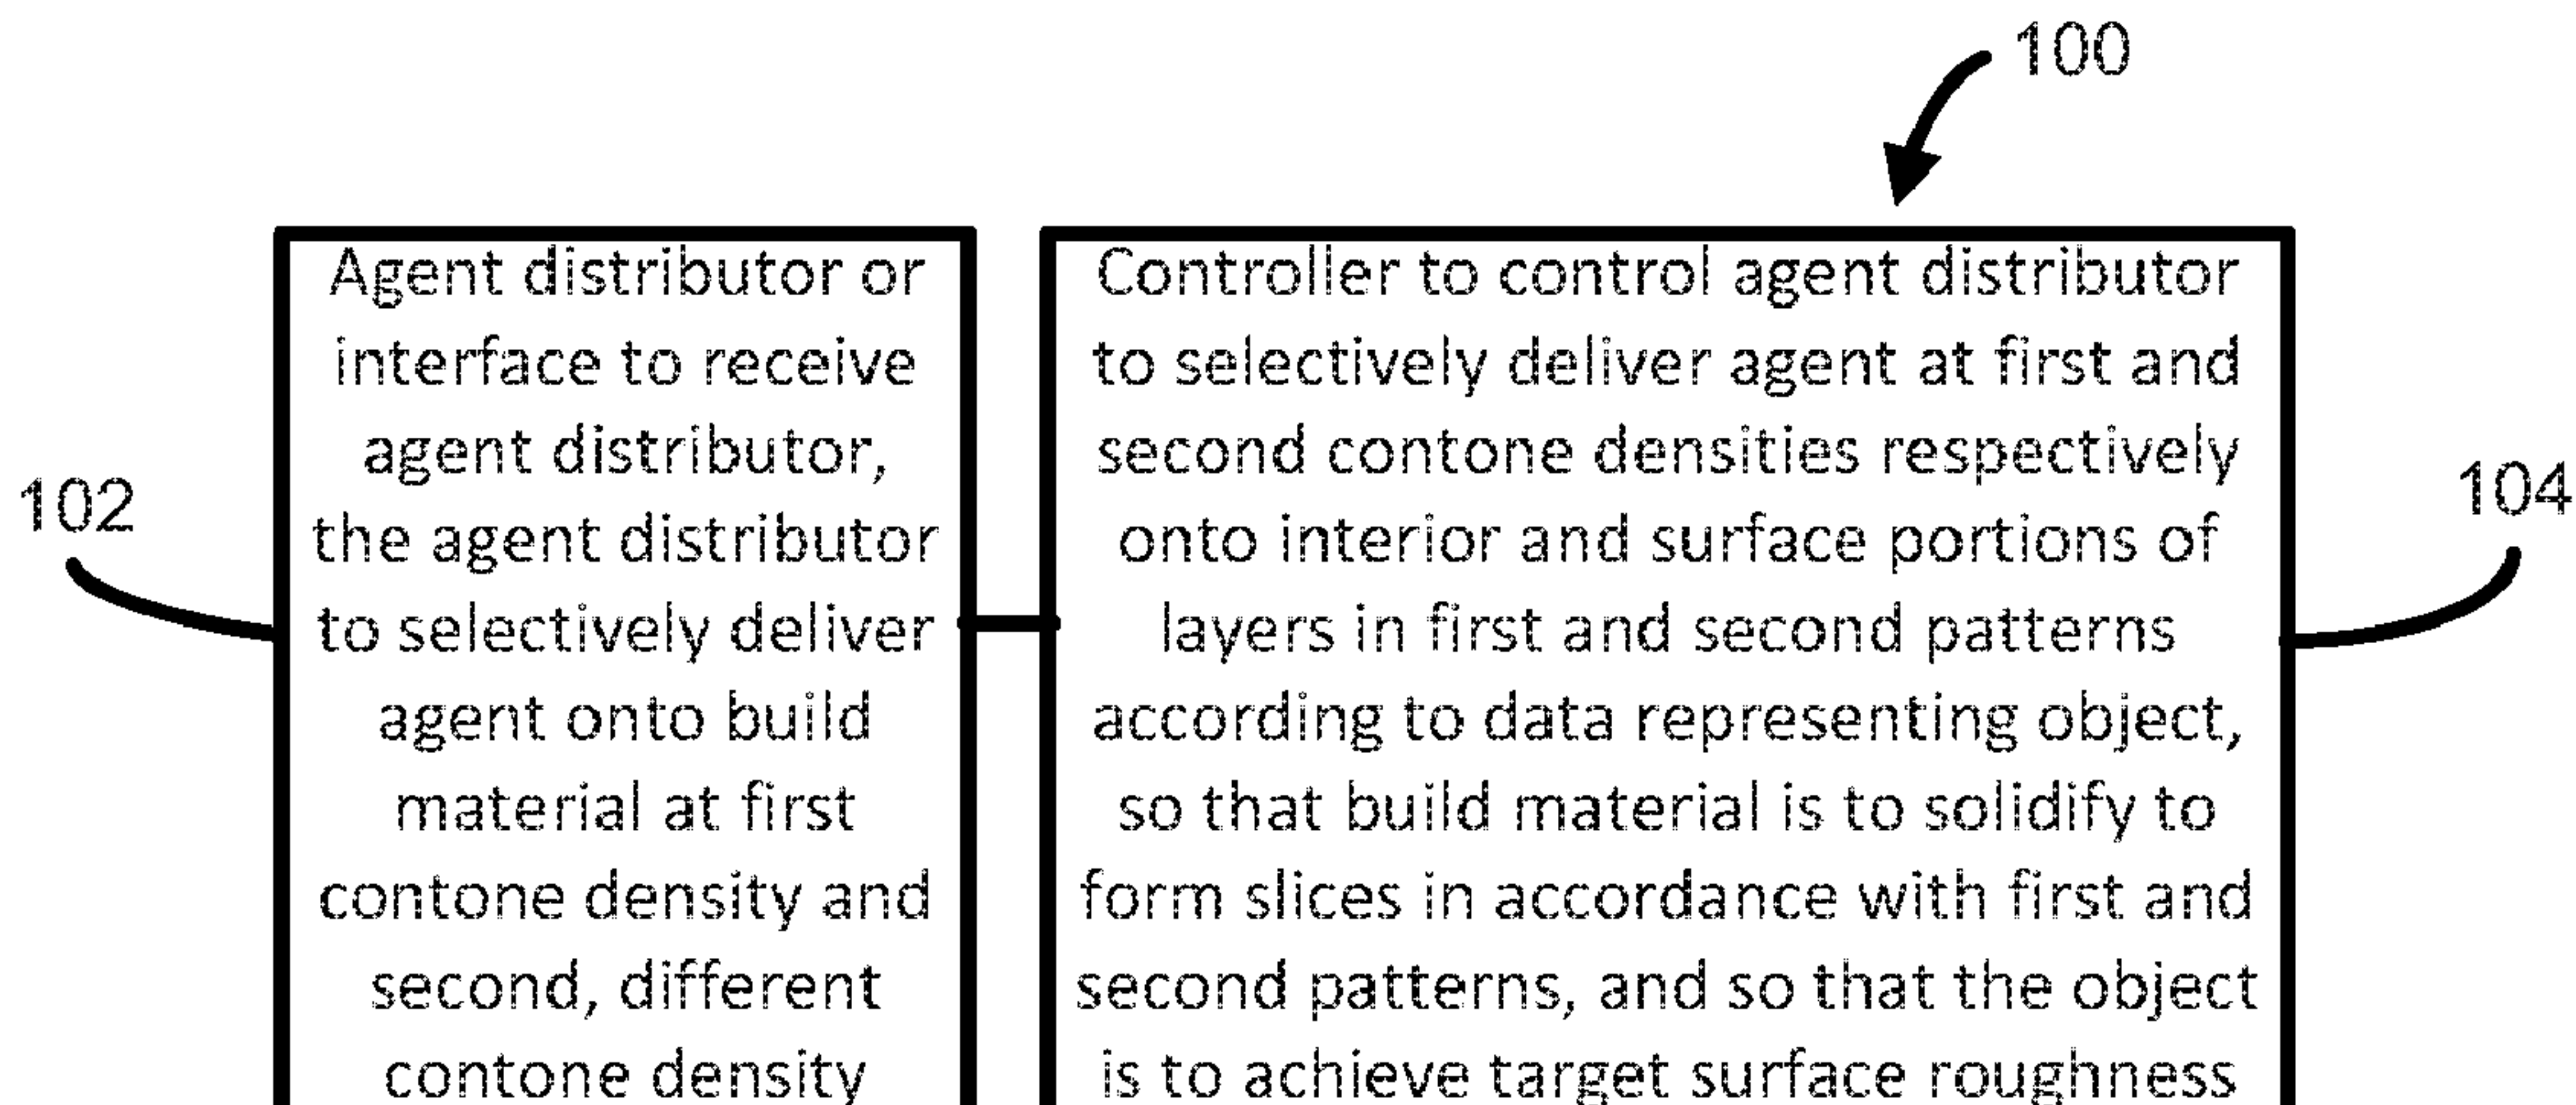 100
102
Agent distributor or
interface to receive
agent distributor,
the agent distributor
to selectively deliver
agent onto build
material at first
contone density and
second, different
contone density
Controller to control agent distributor
to selectively deliver agent at first and
second contone densities respectively
onto interior and surface portions of
layers in first and second patterns
according to data representing object,
so that build material is to solidify to
form slices in accordance with first and
second patterns, and so that the object
is to achieve target surface roughness
104